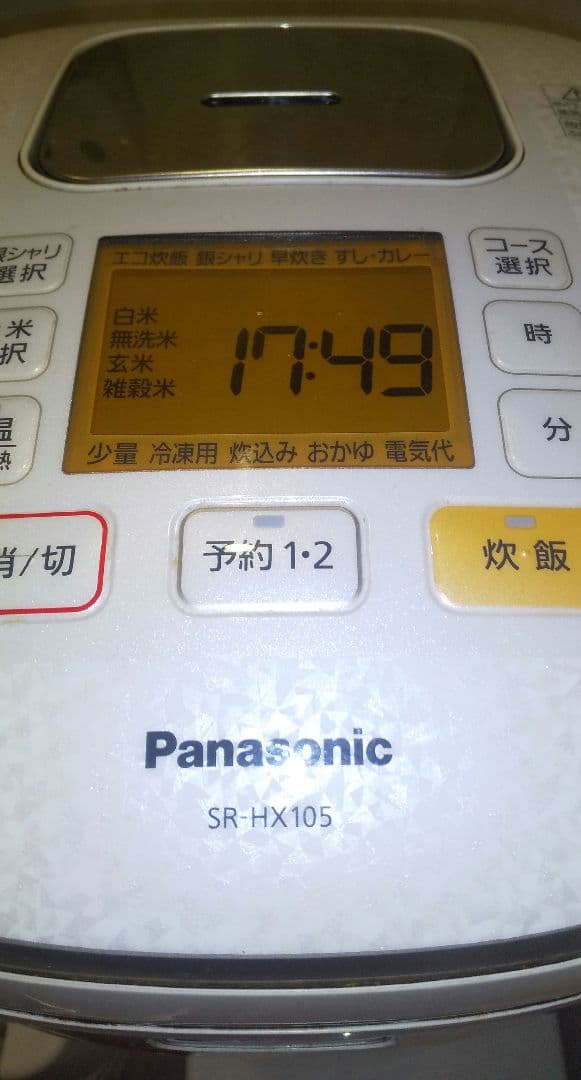 エコ炊飯 銀シャリ 早炊き すし・カレー
銀シャリ
選択
コース
選択
白米
無洗米
玄米
雑穀米
17:49
米
択
時
温
熱
分
少量 冷凍用 炊込み おかゆ 電気代
消/切
予約1・2
炊飯
Panasonic
SR-HX105